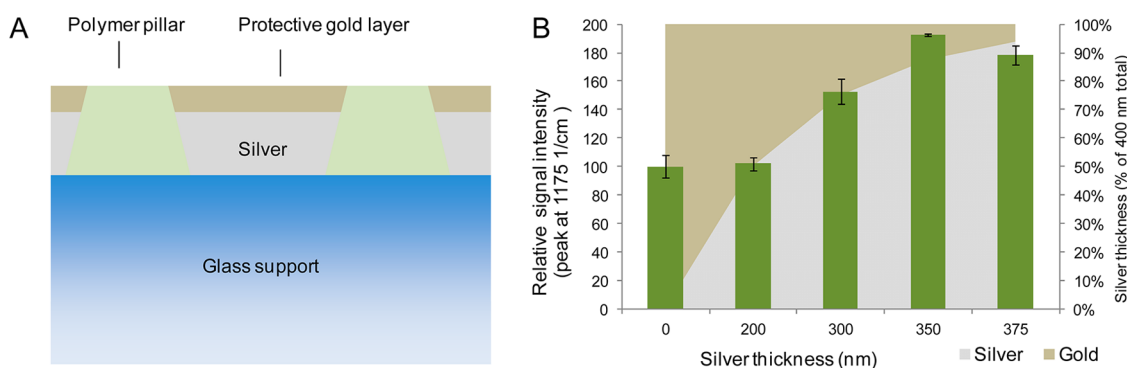 A
Polymer pillar
Protective gold layer
Silver
Glass support
B
Relative signal intensity
(peak at 1175 1/cm)
200
180
160
140
120
100
80
60
40
20
0
100%
90%
80%
70%
60%
50%
40%
30%
20%
10%
0%
Silver thickness (% of 400 nm total)
0 200 300 350 375
Silver thickness (nm)
Silver Gold